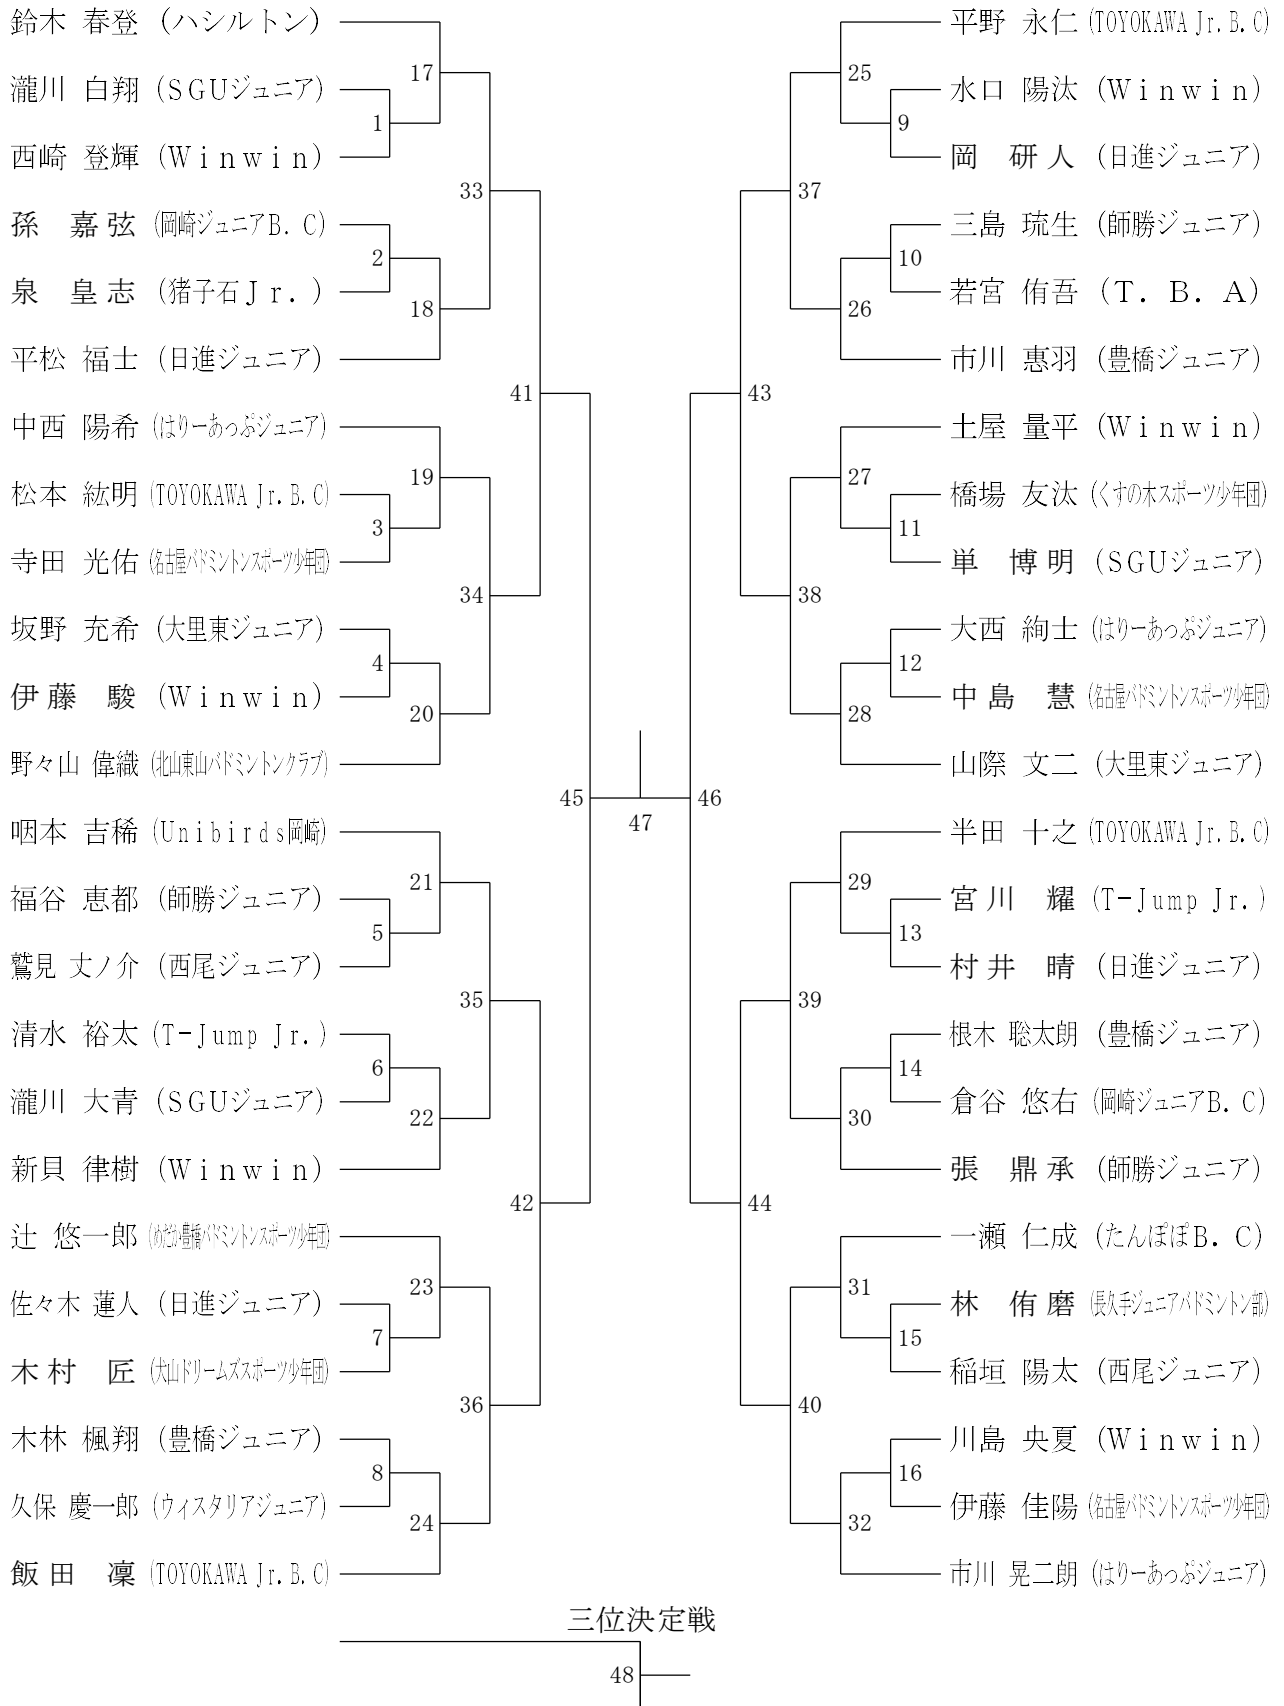 鈴木 春登 (ハシルトン)
17
瀧川 白翔 (SGUジュニア)
1
西崎 登輝 (Winwin)
33
孫 嘉弦 (岡崎ジュニアB.C)
2
泉 皇志 (猪子石Jr.)
18
平松 福士 (日進ジュニア)
41
中西 陽希 (はりーあっぷジュニア)
19
松本 紘明 (TOYOKAWA Jr.B.C)
3
寺田 光佑 (名古屋バドミントンスポーツ少年団)
34
坂野 充希 (大里東ジュニア)
4
伊藤 駿 (Winwin)
20
野々山 偉織 (北山東山バドミントンクラブ)
45
咽本 吉稀 (Unibirds岡崎)
21
福谷 恵都 (師勝ジュニア)
5
鷲見 丈ノ介 (西尾ジュニア)
35
清水 裕太 (T-Jump Jr.)
6
瀧川 大青 (SGUジュニア)
22
新貝 律樹 (Winwin)
42
辻 悠一郎 (めだか豊橋バドミントンスポーツ少年団)
23
佐々木 蓮人 (日進ジュニア)
7
木村 匠 (犬山ドリームズスポーツ少年団)
36
木林 楓翔 (豊橋ジュニア)
8
久保 慶一郎 (ウィスタリアジュニア)
24
飯田 凜 (TOYOKAWA Jr.B.C)
47
平野 永仁 (TOYOKAWA Jr.B.C)
25
水口 陽汰 (Winwin)
9
岡 研人 (日進ジュニア)
37
三島 琉生 (師勝ジュニア)
10
若宮 侑吾 (T.B.A)
26
市川 惠羽 (豊橋ジュニア)
43
土屋 量平 (Winwin)
27
橋場 友汰 (くすの木スポーツ少年団)
11
単 博明 (SGUジュニア)
38
大西 絢士 (はりーあっぷジュニア)
12
中島 慧 (名古屋バドミントンスポーツ少年団)
28
山際 文二 (大里東ジュニア)
46
半田 十之 (TOYOKAWA Jr.B.C)
29
宮川 耀 (T-Jump Jr.)
13
村井 晴 (日進ジュニア)
39
根木 聡太朗 (豊橋ジュニア)
14
倉谷 悠右 (岡崎ジュニアB.C)
30
張 鼎承 (師勝ジュニア)
44
一瀬 仁成 (たんぽぽB.C)
31
林 侑磨 (長久手ジュニアバドミントン部)
15
稲垣 陽太 (西尾ジュニア)
40
川島 央夏 (Winwin)
16
伊藤 佳陽 (名古屋バドミントンスポーツ少年団)
32
市川 晃二朗 (はりーあっぷジュニア)
三位決定戦
48